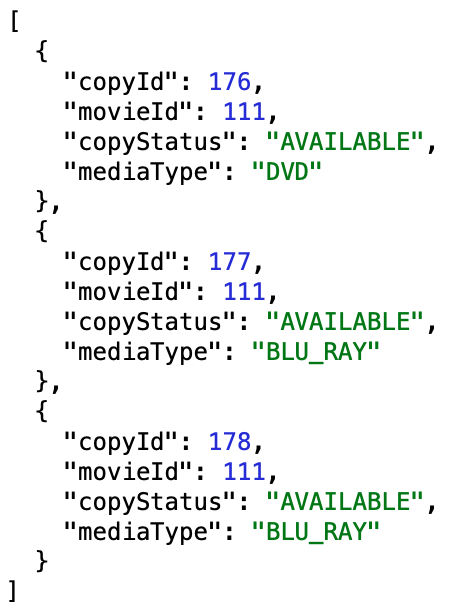 [
  {
    "copyId": 176,
    "movieId": 111,
    "copyStatus": "AVAILABLE",
    "mediaType": "DVD"
  },
  {
    "copyId": 177,
    "movieId": 111,
    "copyStatus": "AVAILABLE",
    "mediaType": "BLU_RAY"
  },
  {
    "copyId": 178,
    "movieId": 111,
    "copyStatus": "AVAILABLE",
    "mediaType": "BLU_RAY"
  }
]